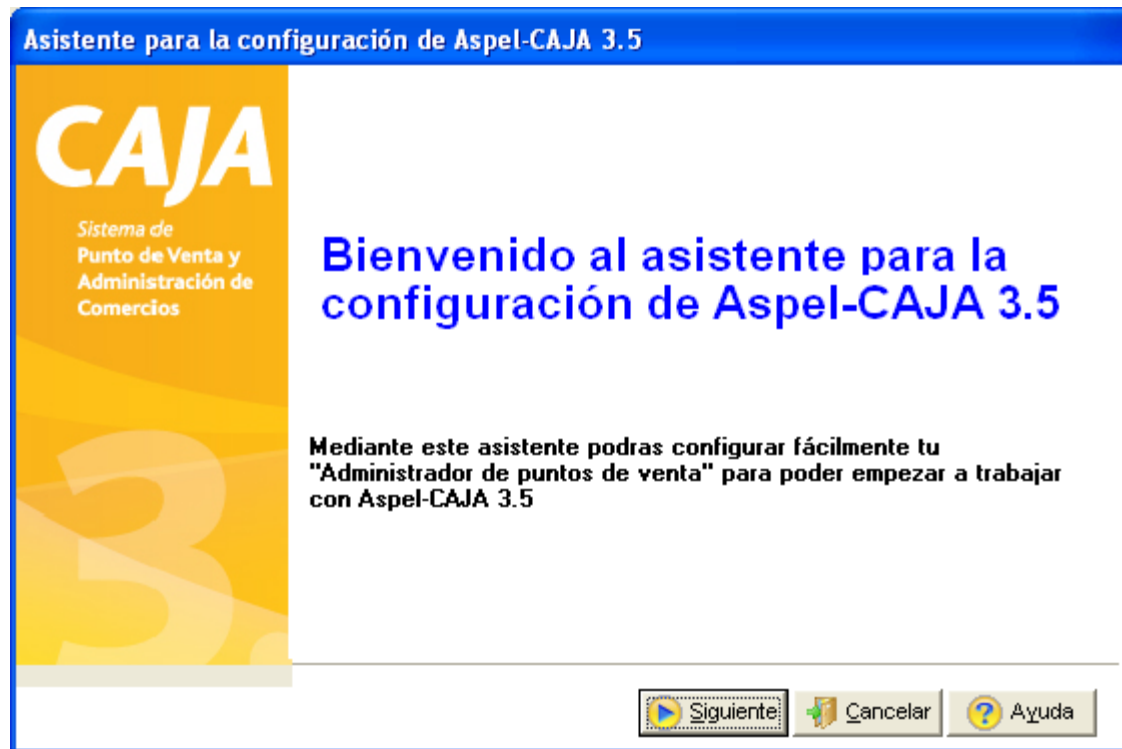 Asistente para la configuración de Aspel-CAJA 3.5
CAJA
Sistema de
Punto de Venta y
Administración de
Comercios
3.
Bienvenido al asistente para la
configuración de Aspel-CAJA 3.5
Mediante este asistente podras configurar fácilmente tu
"Administrador de puntos de venta" para poder empezar a trabajar
con Aspel-CAJA 3.5
Siguiente Cancelar Ayuda